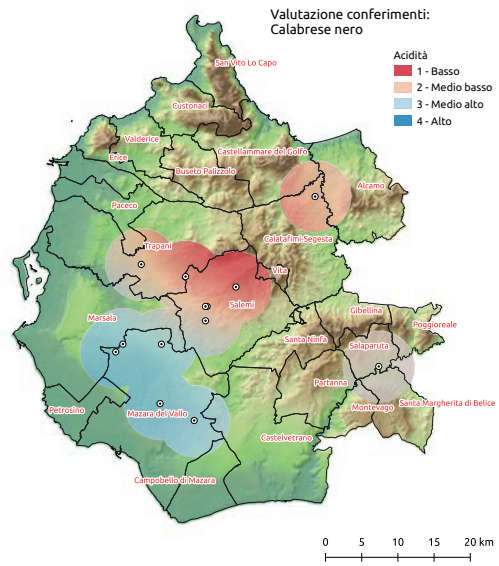 Valutazione conferimenti:
Calabrese nero
Acidità
1 - Basso
2 - Medio basso
3 - Medio alto
4 - Alto
San Vito Lo Capo
Custonaci
Valderice
Erice
Castellammare del Golfo
Buseto Palizzolo
Alcamo
Paceco
Trapani
Calatafimi-Segesta
Vita
Salemi
Marsala
Gibellina
Poggioreale
Santa Ninfa
Salaparuta
Partanna
Petrosino
Mazara del Vallo
Montevago
Santa Margherita di Belice
Castelvetrano
Campobello di Mazara
0 5 10 15 20 km